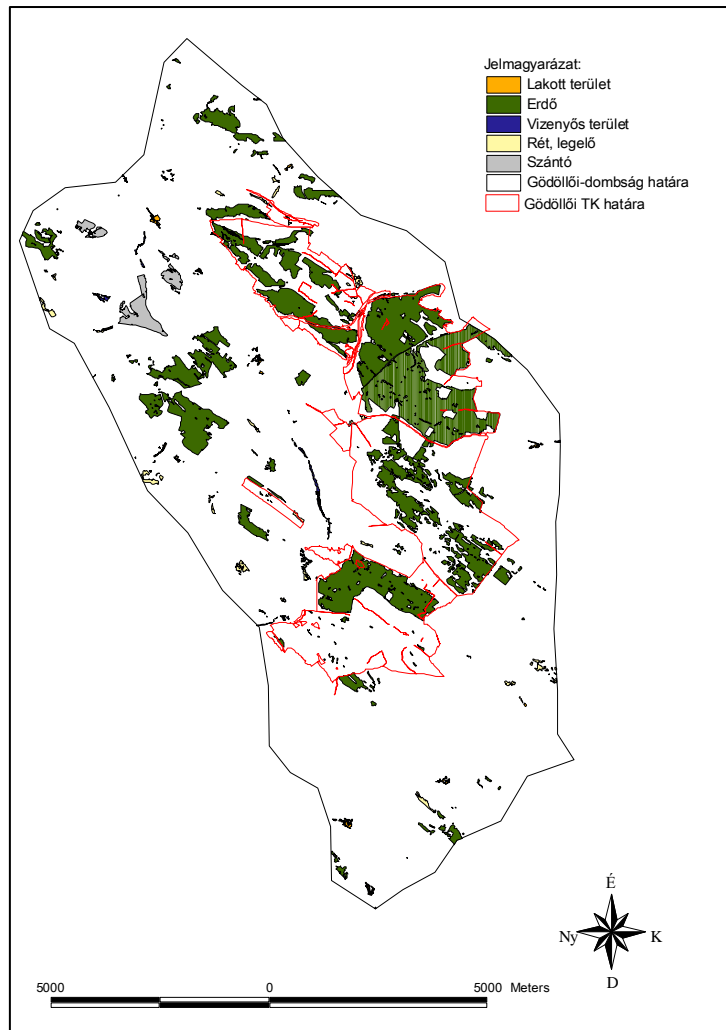 Jelmagyarázat:
Lakott terület
Erdő
Vizenyős terület
Rét, legelő
Szántó
Gödöllői-dombság határa
Gödöllői TK határa
É
Ny K
D
5000 0 5000 Meters